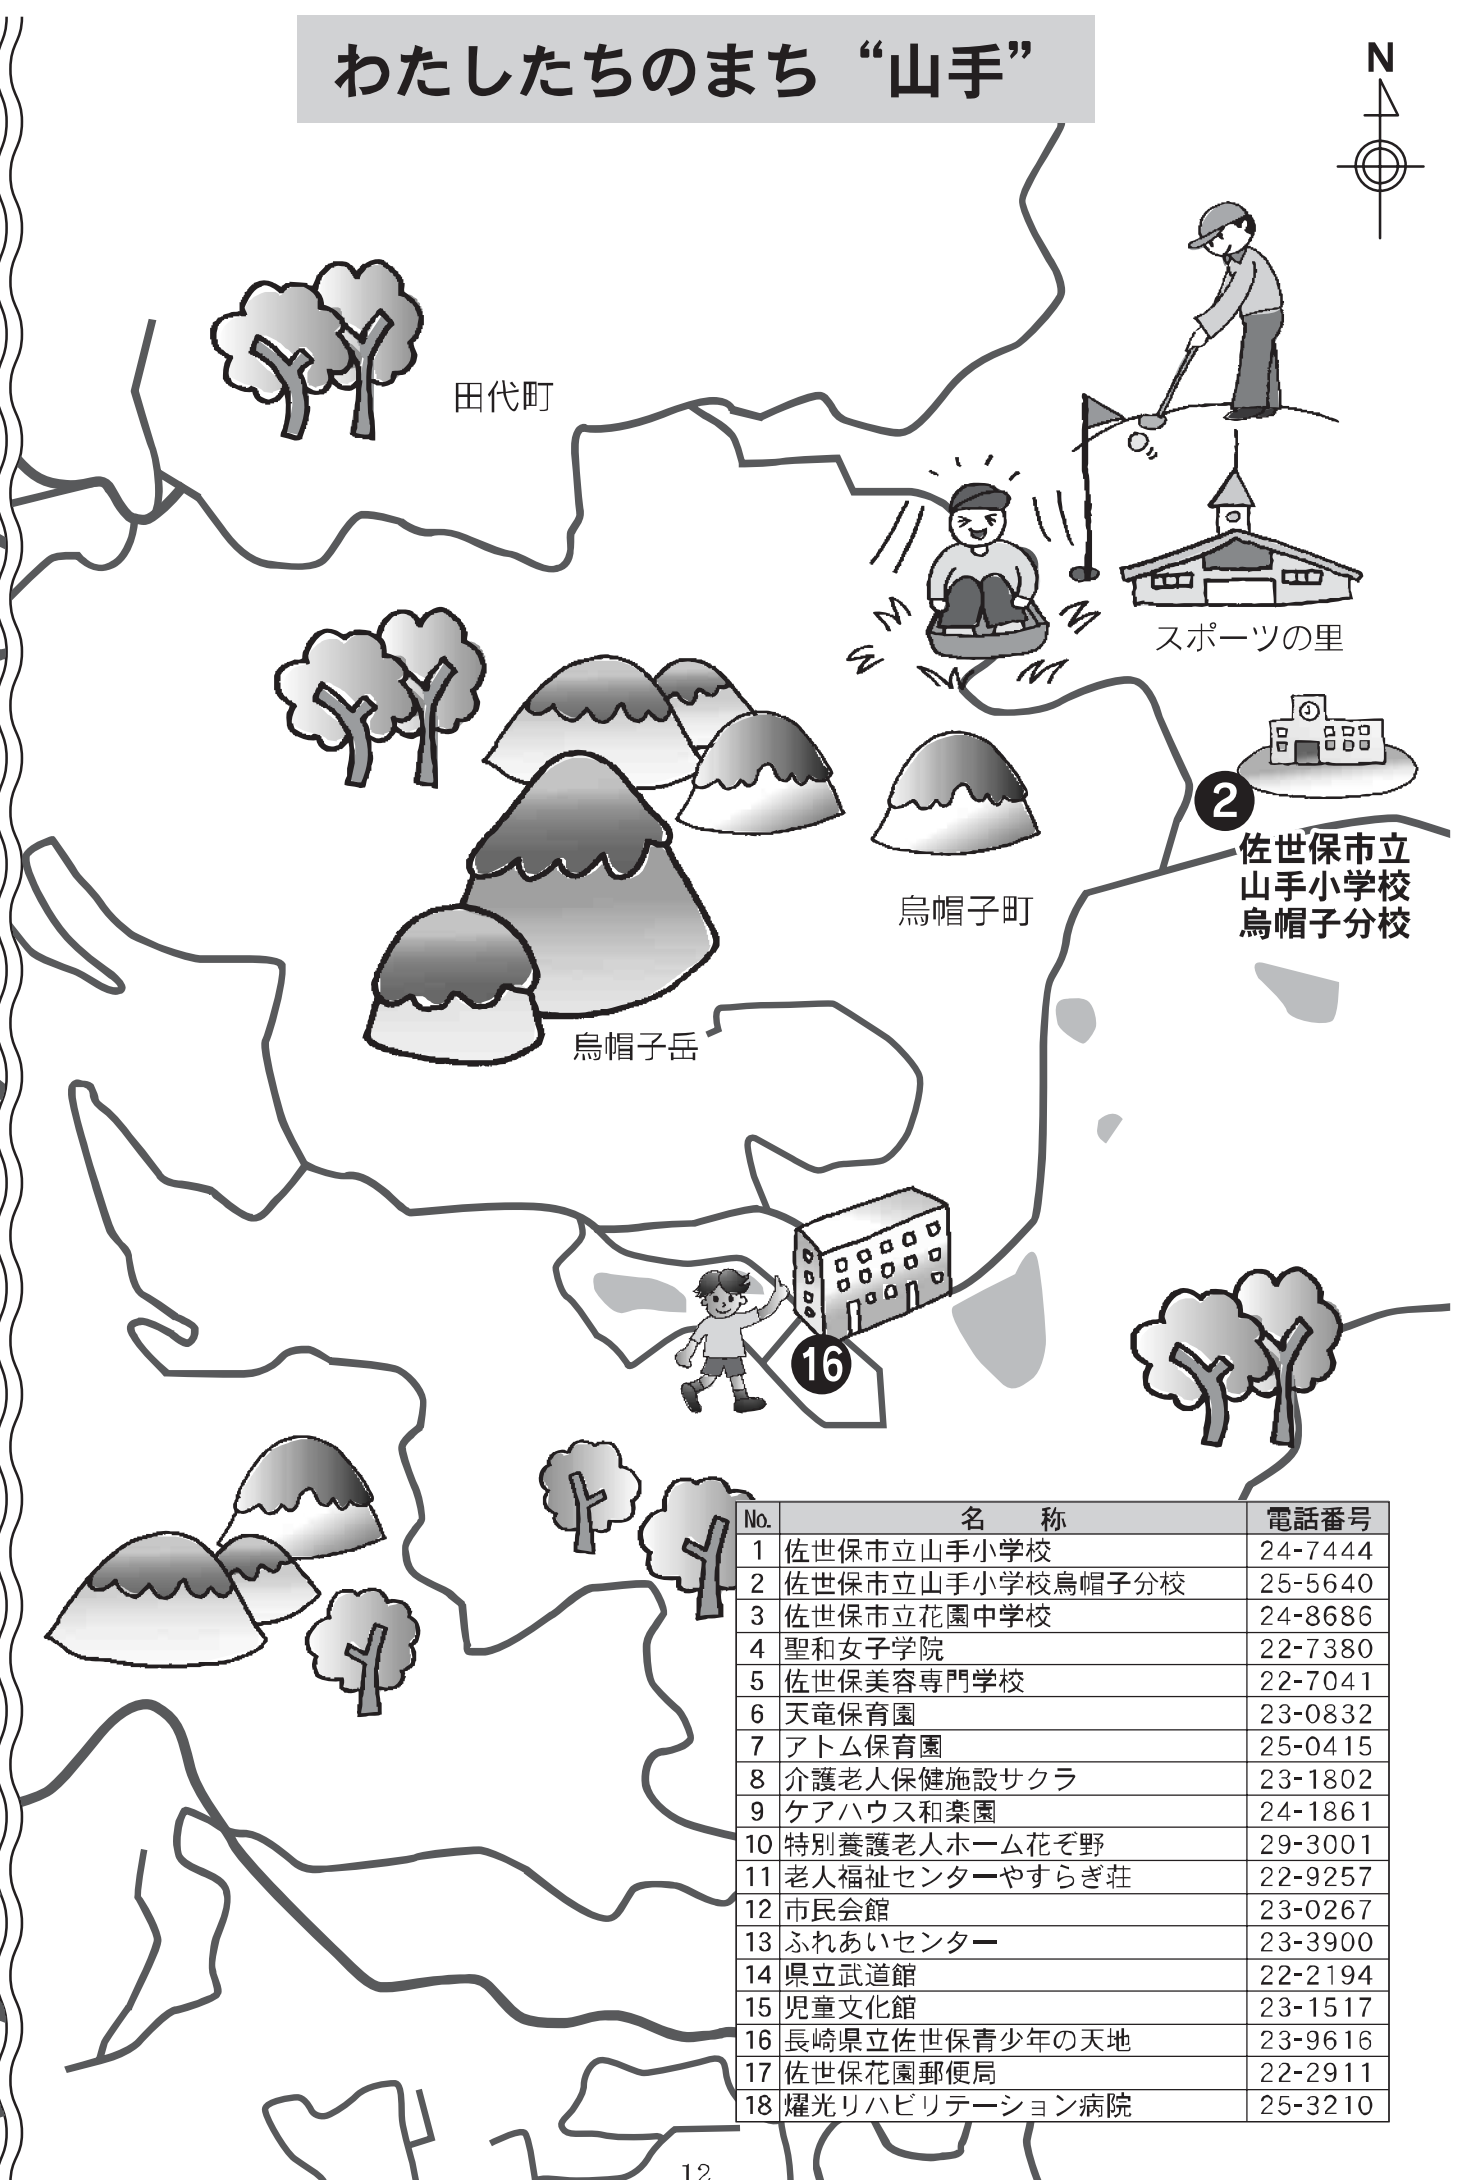 わたしたちのまち“山手”
N
田代町
スポーツの里
2
佐世保市立
山手小学校
烏帽子分校
烏帽子町
烏帽子岳
16
No. 名 称 電話番号
1 佐世保市立山手小学校 24-7444
2 佐世保市立山手小学校烏帽子分校 25-5640
3 佐世保市立花園中学校 24-8686
4 聖和女子学院 22-7380
5 佐世保美容専門学校 22-7041
6 天竜保育園 23-0832
7 アトム保育園 25-0415
8 介護老人保健施設サクラ 23-1802
9 ケアハウス和楽園 24-1861
10 特別養護老人ホーム花ぞ野 29-3001
11 老人福祉センターやすらぎ荘 22-9257
12 市民会館 23-0267
13 ふれあいセンター 23-3900
14 県立武道館 22-2194
15 児童文化館 23-1517
16 長崎県立佐世保青少年の天地 23-9616
17 佐世保花園郵便局 22-2911
18 燿光リハビリテーション病院 25-3210
12